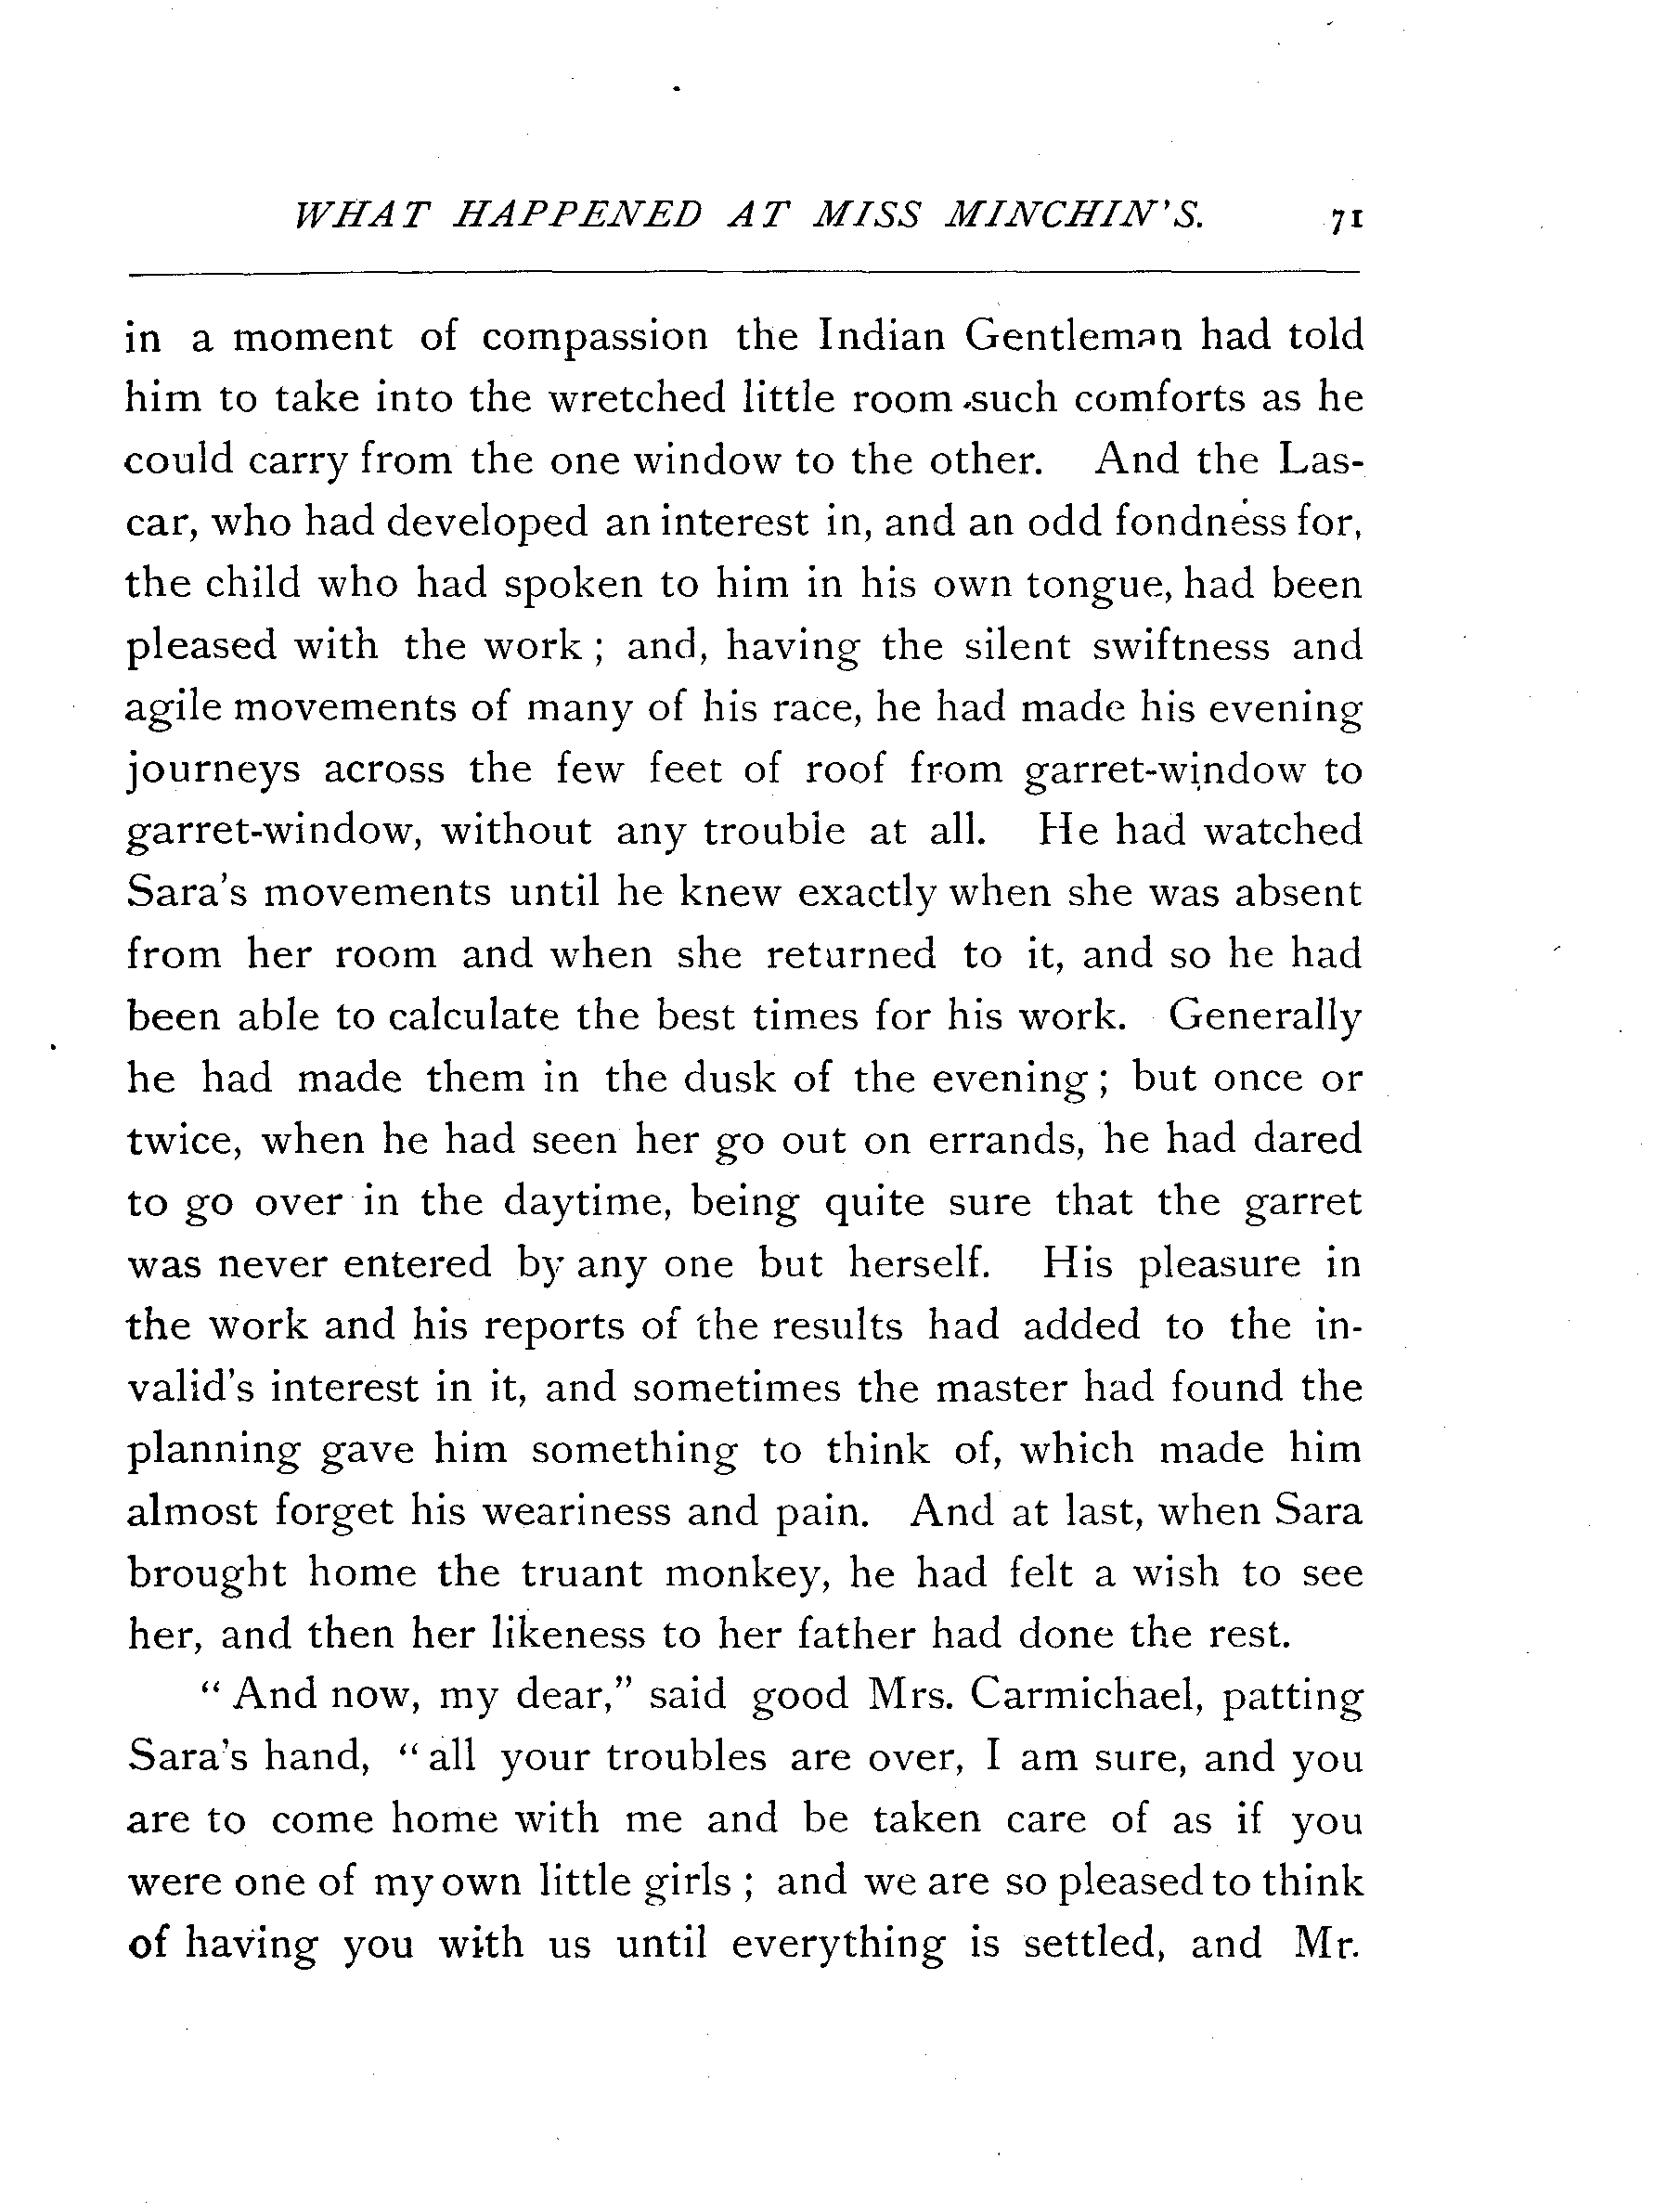 WHAT HAPPENED AT MISS MINCHIN'S. 71
in a moment of compassion the Indian Gentleman had told
him to take into the wretched little room such comforts as he
could carry from the one window to the other. And the Las-
car, who had developed an interest in, and an odd fondness for,
the child who had spoken to him in his own tongue, had been
pleased with the work ; and, having the silent swiftness and
agile movements of many of his race, he had made his evening
journeys across the few feet of roof from garret-window to
garret-window, without any trouble at all. He had watched
Sara's movements until he knew exactly when she was absent
from her room and when she returned to it, and so he had
been able to calculate the best times for his work. Generally
he had made them in the dusk of the evening ; but once or
twice, when he had seen her go out on errands, he had dared
to go over in the daytime, being quite sure that the garret
was never entered by any one but herself. His pleasure in
the work and his reports of the results had added to the in-
valid's interest in it, and sometimes the master had found the
planning gave him something to think of, which made him
almost forget his weariness and pain. And at last, when Sara
brought home the truant monkey, he had felt a wish to see
her, and then her likeness to her father had done the rest.
" And now, my dear," said good Mrs. Carmichael, patting
Sara's hand, " all your troubles are over, I am sure, and you
are to come home with me and be taken care of as if you
were one of my own little girls ; and we are so pleased to think
of having you with us until everything is settled, and Mr.